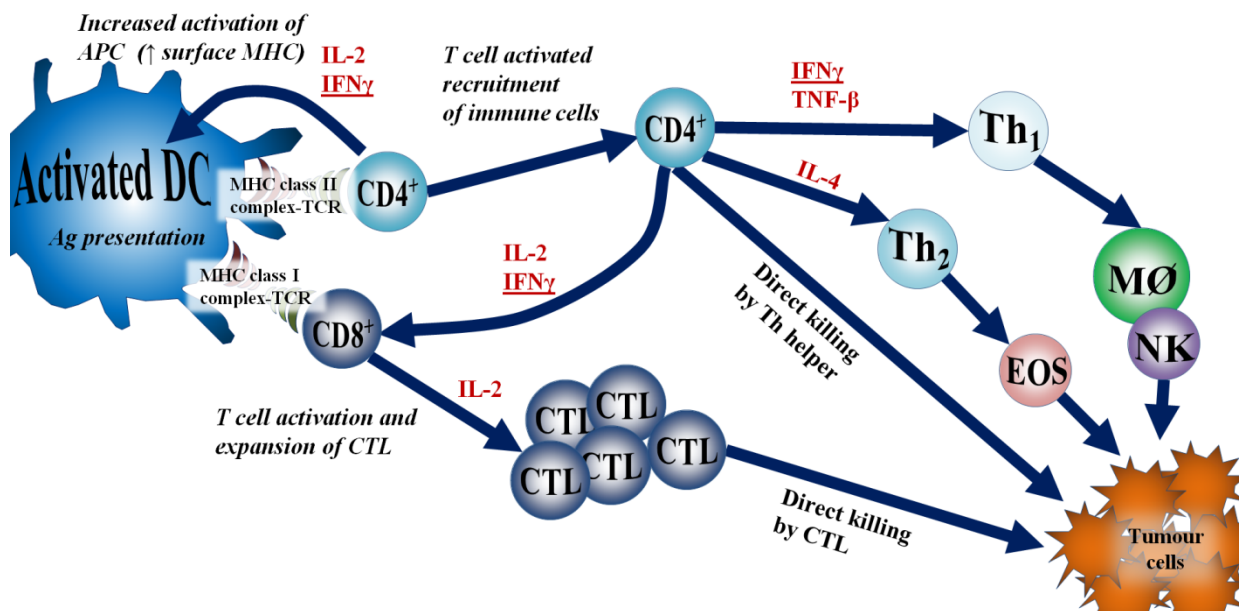 Increased activation of
APC (↑ surface MHC)
IL-2
IFNγ
T cell activated
recruitment
of immune cells
IFNγ
TNF-β
Th1
CD4⁺
IL-4
Activated DC
MHC class II
complex-TCR
CD4⁺
Ag presentation
Th2
MHC class I
complex-TCR
IL-2
IFNγ
MØ
CD8⁺
Direct killing
by Th helper
NK
EOS
IL-2
T cell activation and
expansion of CTL
CTL
CTL
CTL
CTL
CTL
Direct killing
by CTL
Tumour
cells